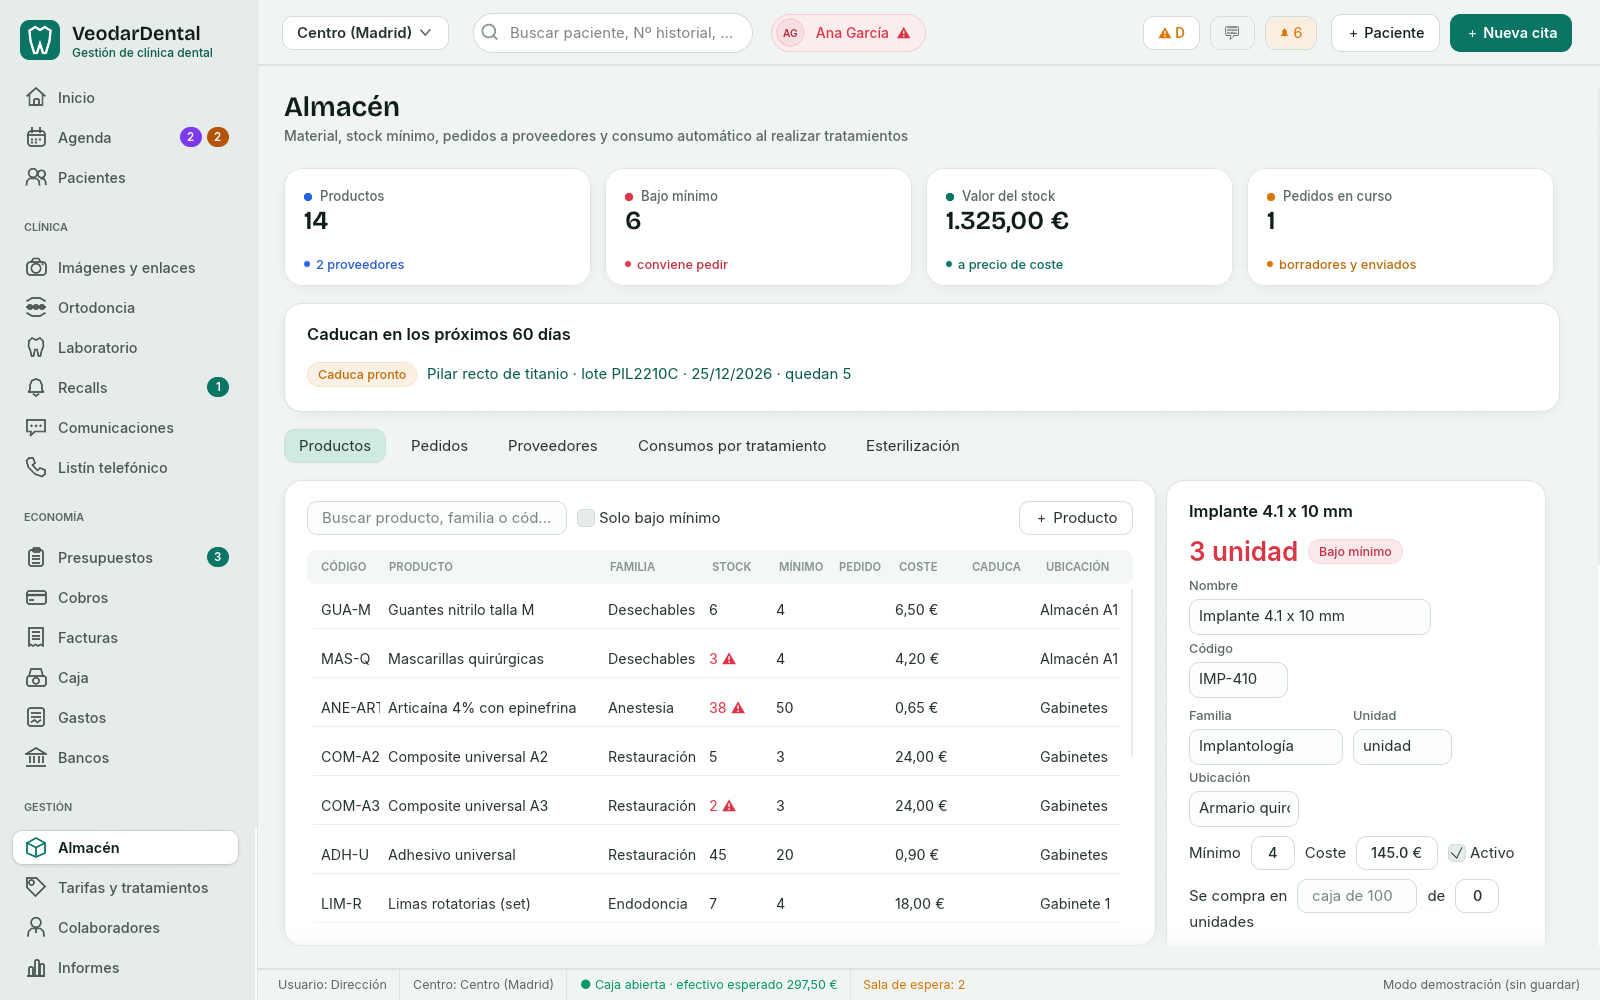 VeodarDental
Gestión de clínica dental
Inicio
Agenda 2 2
Pacientes
CLÍNICA
Imágenes y enlaces
Ortodoncia
Laboratorio
Recalls 1
Comunicaciones
Listín telefónico
ECONOMÍA
Presupuestos 3
Cobros
Facturas
Caja
Gastos
Bancos
GESTIÓN
Almacén
Tarifas y tratamientos
Colaboradores
Informes
Centro (Madrid)
Buscar paciente, Nº historial, ...
AG Ana García
D
6
+ Paciente
+ Nueva cita
Almacén
Material, stock mínimo, pedidos a proveedores y consumo automático al realizar tratamientos
Productos
14
2 proveedores
Bajo mínimo
6
conviene pedir
Valor del stock
1.325,00 €
a precio de coste
Pedidos en curso
1
borradores y enviados
Caducan en los próximos 60 días
Caduca pronto Pilar recto de titanio · lote PIL2210C · 25/12/2026 · quedan 5
Productos Pedidos Proveedores Consumos por tratamiento Esterilización
Buscar producto, familia o cód... Solo bajo mínimo + Producto
CÓDIGO PRODUCTO FAMILIA STOCK MÍNIMO PEDIDO COSTE CADUCA UBICACIÓN
GUA-M Guantes nitrilo talla M Desechables 6 4 6,50 € Almacén A1
MAS-Q Mascarillas quirúrgicas Desechables 3 4 4,20 € Almacén A1
ANE-ART Articaína 4% con epinefrina Anestesia 38 50 0,65 € Gabinetes
COM-A2 Composite universal A2 Restauración 5 3 24,00 € Gabinetes
COM-A3 Composite universal A3 Restauración 2 3 24,00 € Gabinetes
ADH-U Adhesivo universal Restauración 45 20 0,90 € Gabinetes
LIM-R Limas rotatorias (set) Endodoncia 7 4 18,00 € Gabinete 1
Implante 4.1 x 10 mm
3 unidad Bajo mínimo
Nombre
Implante 4.1 x 10 mm
Código
IMP-410
Familia Unidad
Implantología unidad
Ubicación
Armario quirc
Mínimo 4 Coste 145.0 € Activo
Se compra en caja de 100 de 0
unidades
Usuario: Dirección Centro: Centro (Madrid) Caja abierta · efectivo esperado 297,50 € Sala de espera: 2 Modo demostración (sin guardar)